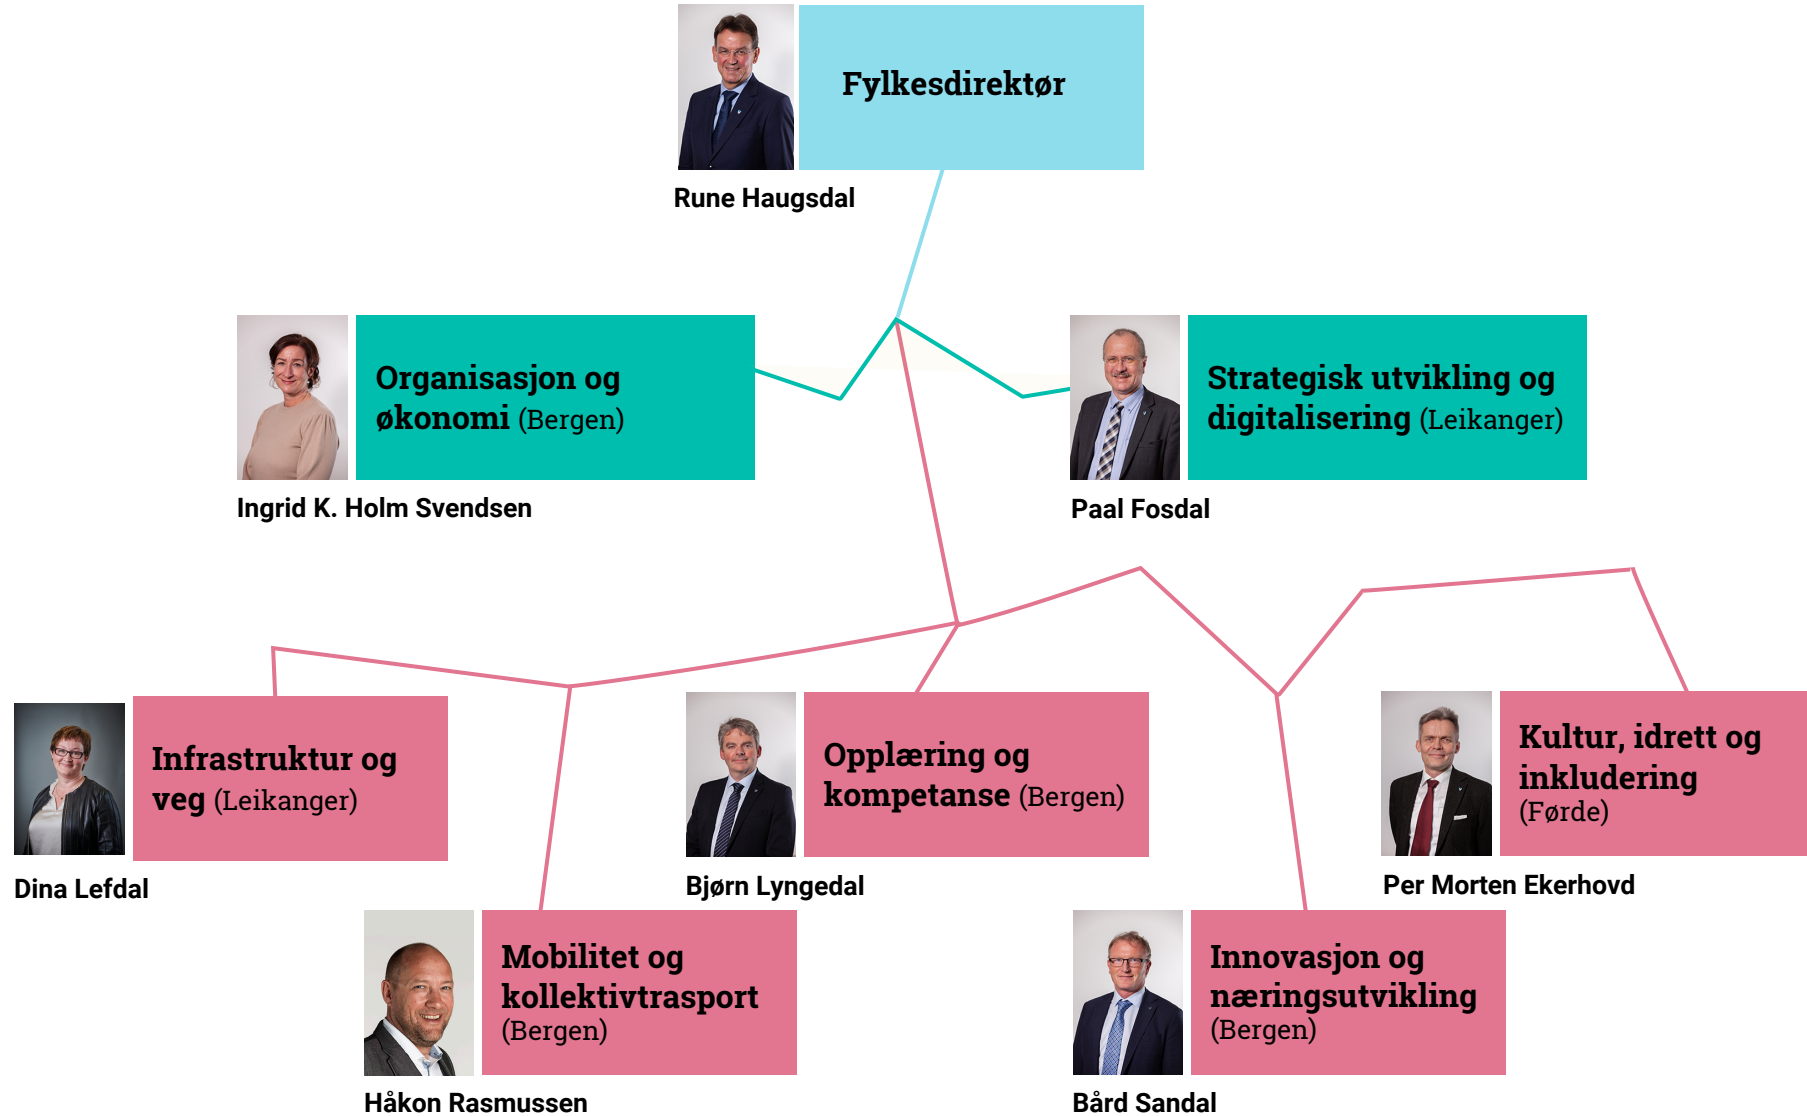 Fylkesdirektør
Rune Haugsdal
Organisasjon og
økonomi (Bergen)
Ingrid K. Holm Svendsen
Strategisk utvikling og
digitalisering (Leikanger)
Paal Fosdal
Infrastruktur og
veg (Leikanger)
Dina Lefdal
Opplæring og
kompetanse (Bergen)
Bjørn Lyngedal
Kultur, idrett og
inkludering
(Førde)
Per Morten Ekerhovd
Mobilitet og
kollektivtrasport
(Bergen)
Håkon Rasmussen
Innovasjon og
næringsutvikling
(Bergen)
Bård Sandal